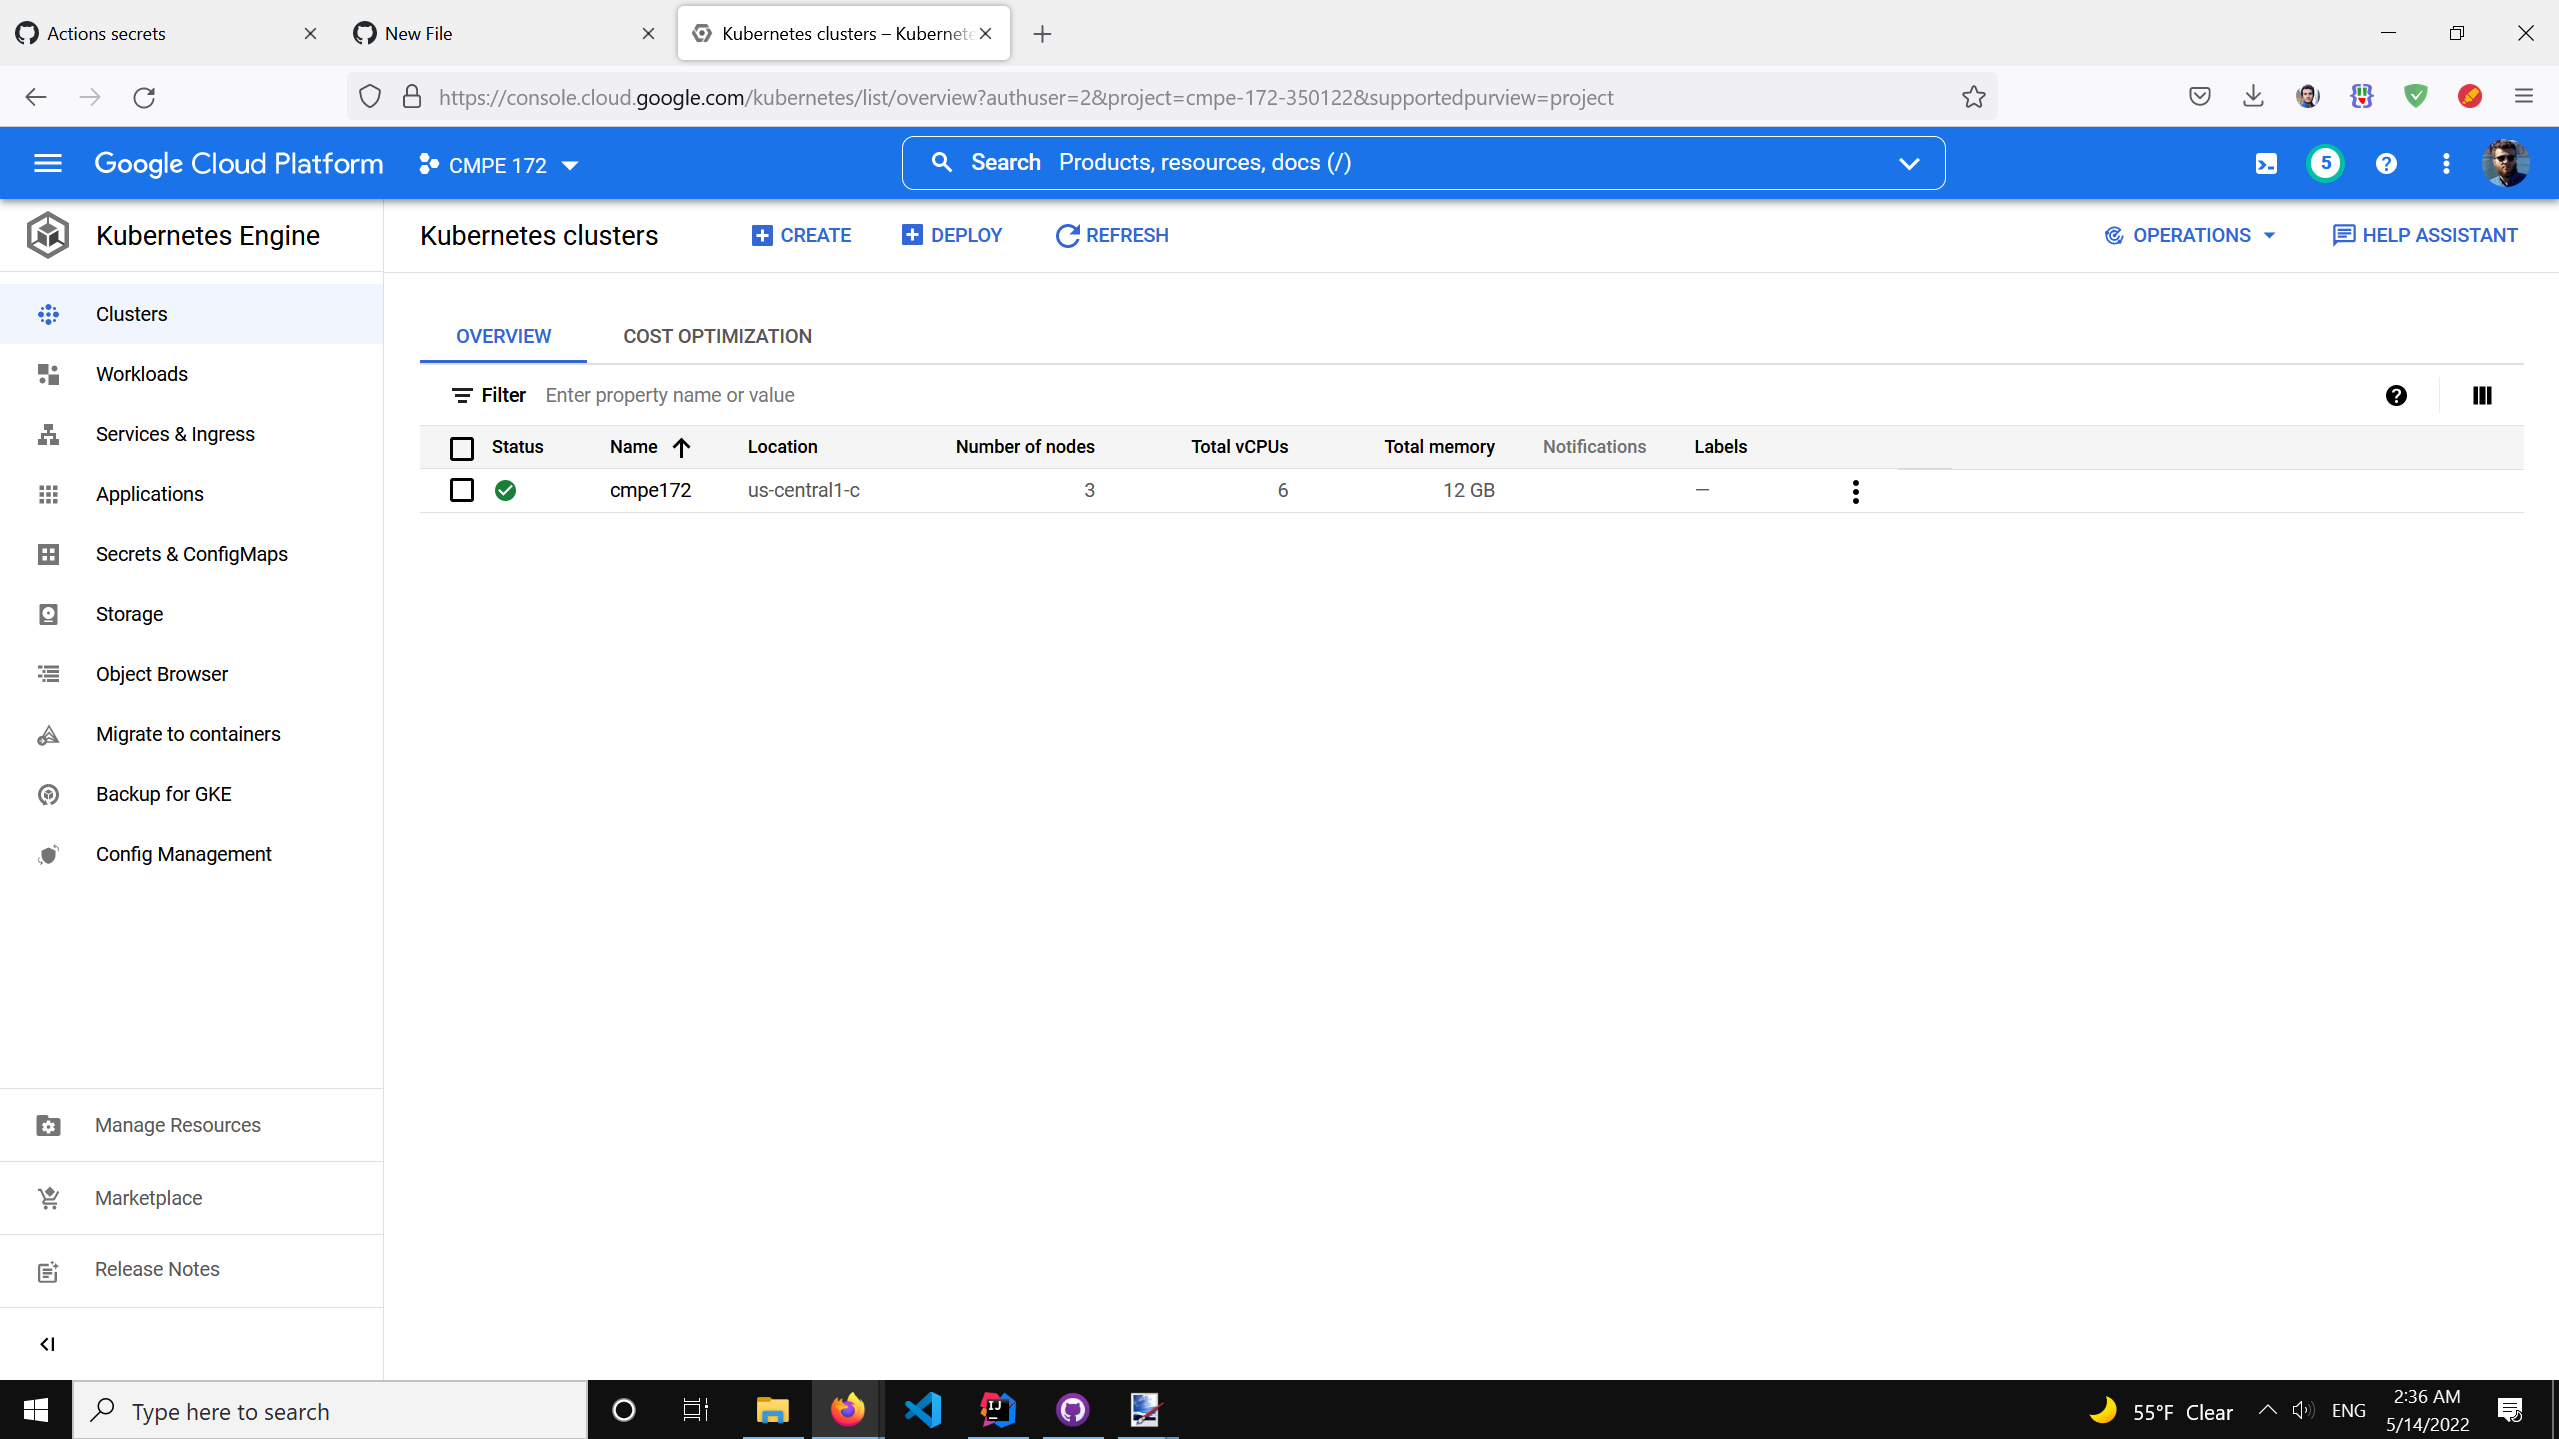 Actions secrets
New File
Kubernetes clusters – Kubernete
https://console.cloud.google.com/kubernetes/list/overview?authuser=2&project=cmpe-172-350122&supportedpurview=project
Google Cloud Platform
CMPE 172
Search Products, resources, docs (/)
5
Kubernetes Engine
Kubernetes clusters
CREATE
DEPLOY
REFRESH
OPERATIONS
HELP ASSISTANT
Clusters
Workloads
Services & Ingress
Applications
Secrets & ConfigMaps
Storage
Object Browser
Migrate to containers
Backup for GKE
Config Management
Manage Resources
Marketplace
Release Notes
OVERVIEW
COST OPTIMIZATION
Filter Enter property name or value
Status Name Location Number of nodes Total vCPUs Total memory Notifications Labels
cmpe172 us-central1-c 3 6 12 GB —
Type here to search
IJ
55°F Clear
ENG
2:36 AM
5/14/2022